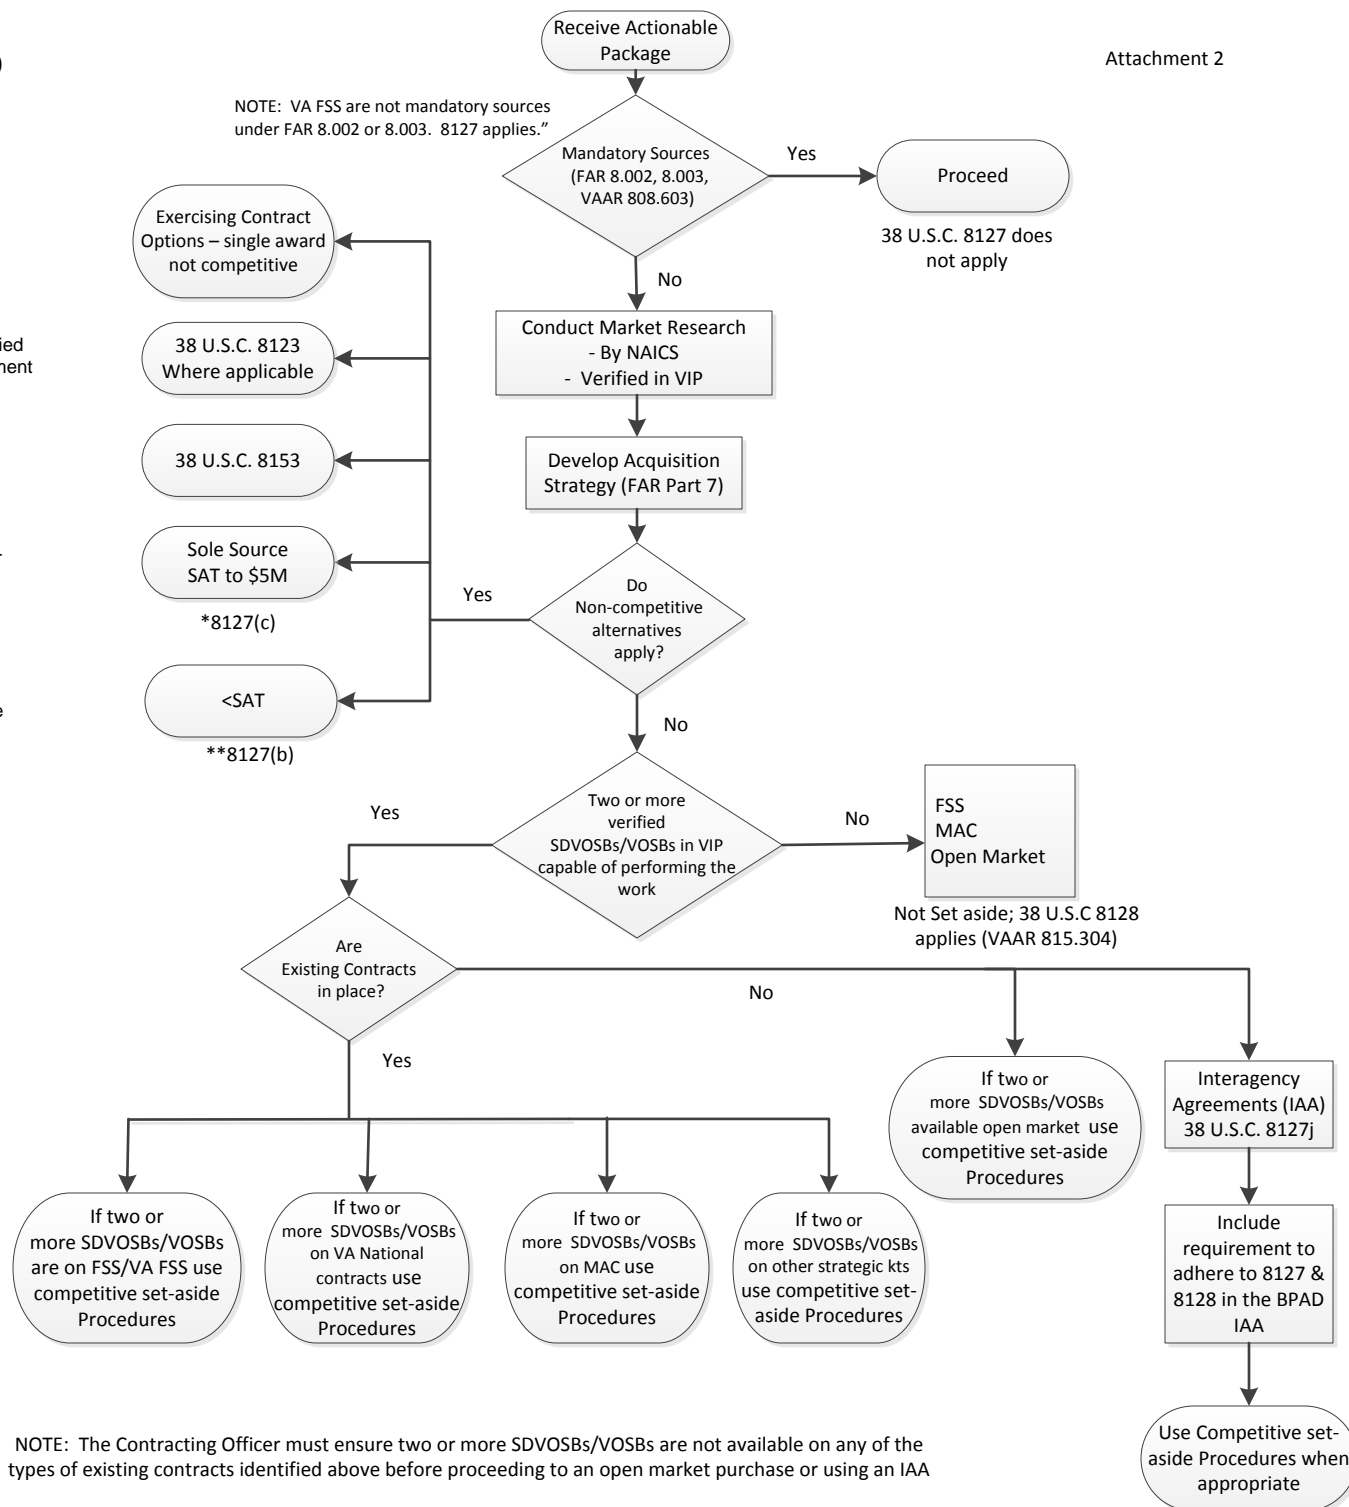 )
Receive Actionable
Package
Attachment 2
NOTE: VA FSS are not mandatory sources
under FAR 8.002 or 8.003. 8127 applies.”
Mandatory Sources
(FAR 8.002, 8.003,
VAAR 808.603)
Yes
Proceed
38 U.S.C. 8127 does
not apply
No
Exercising Contract
Options – single award
not competitive
Conduct Market Research
- By NAICS
- Verified in VIP
ied
nent
38 U.S.C. 8123
Where applicable
38 U.S.C. 8153
Develop Acquisition
Strategy (FAR Part 7)
Sole Source
SAT to $5M
*8127(c)
Yes
Do
Non-competitive
alternatives
apply?
<SAT
**8127(b)
e
No
Two or more
verified
SDVOSBs/VOSBs in VIP
capable of performing the
work
Yes
No
FSS
MAC
Open Market
Not Set aside; 38 U.S.C 8128
applies (VAAR 815.304)
Are
Existing Contracts
in place?
No
Yes
If two or
more SDVOSBs/VOSBs
available open market use
competitive set-aside
Procedures
Interagency
Agreements (IAA)
38 U.S.C. 8127j
If two or
more SDVOSBs/VOSBs
are on FSS/VA FSS use
competitive set-aside
Procedures
If two or
more SDVOSBs/VOSBs
on VA National
contracts use
competitive set-aside
Procedures
If two or
more SDVOSBs/VOSBs
on MAC use
competitive set-aside
Procedures
If two or
more SDVOSBs/VOSBs
on other strategic kts
use competitive set-
aside Procedures
Include
requirement to
adhere to 8127 &
8128 in the BPAD
IAA
Use Competitive set-
aside Procedures when
appropriate
NOTE: The Contracting Officer must ensure two or more SDVOSBs/VOSBs are not available on any of the
types of existing contracts identified above before proceeding to an open market purchase or using an IAA